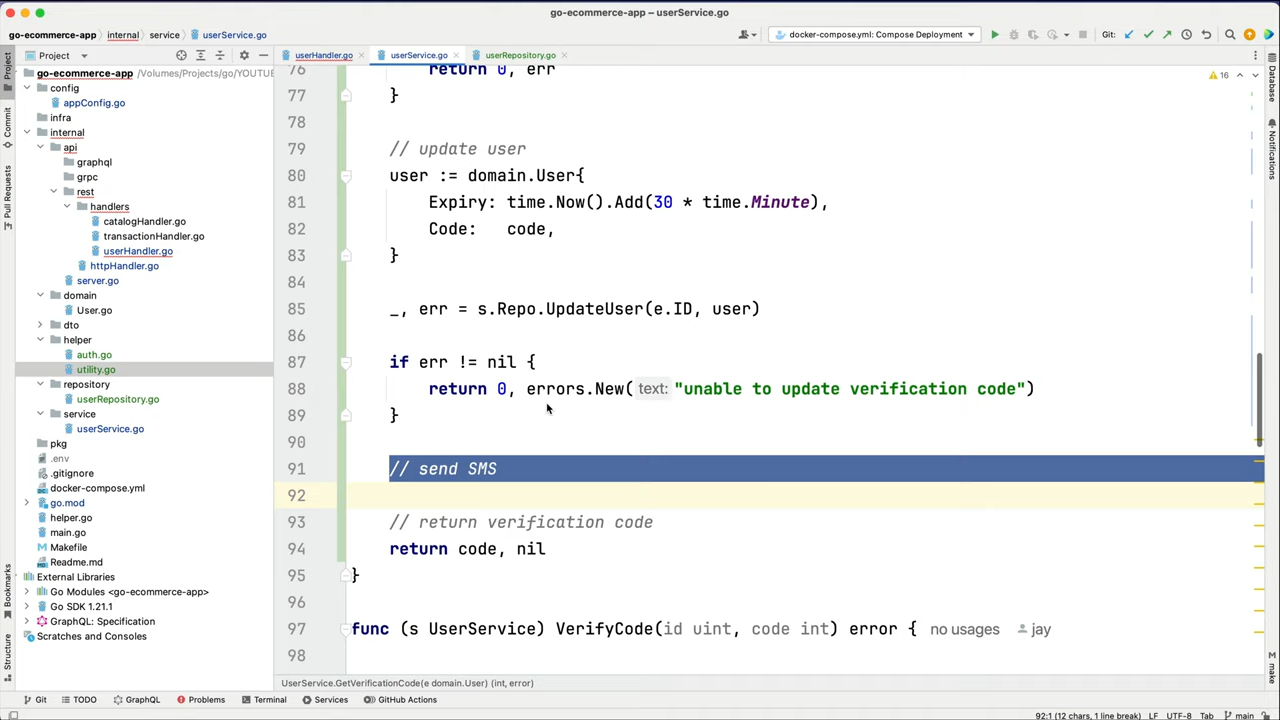 go-ecommerce-app – userService.go
go-ecommerce-app › internal › service › userService.go
docker-compose.yml: Compose Deployment
Git:
Project
userHandler.go
userService.go
userRepository.go
go-ecommerce-app /Volumes/Projects/go/YOUTU
config
appConfig.go
infra
internal
api
graphql
grpc
rest
handlers
catalogHandler.go
transactionHandler.go
userHandler.go
httpHandler.go
server.go
domain
User.go
dto
helper
auth.go
utility.go
repository
userRepository.go
service
userService.go
pkg
.env
.gitignore
docker-compose.yml
go.mod
helper.go
main.go
Makefile
Readme.md
External Libraries
Go Modules <go-ecommerce-app>
Go SDK 1.21.1
GraphQL: Specification
Scratches and Consoles
Project
Commit
Pull Requests
Bookmarks
Structure
76 return 0, err
77 }
78
79 // update user
80 user := domain.User{
81 Expiry: time.Now().Add(30 * time.Minute),
82 Code: code,
83 }
84
85 _, err = s.Repo.UpdateUser(e.ID, user)
86
87 if err != nil {
88 return 0, errors.New( text: "unable to update verification code")
89 }
90
91 // send SMS
92
93 // return verification code
94 return code, nil
95 }
96
97 func (s UserService) VerifyCode(id uint, code int) error { no usages jay
98
16
Database
Notifications
make
UserService.GetVerificationCode(e domain.User) (int, error)
Git
TODO
GraphQL
Problems
Terminal
Services
GitHub Actions
92:1 (12 chars, 1 line break) LF UTF-8 Tab main